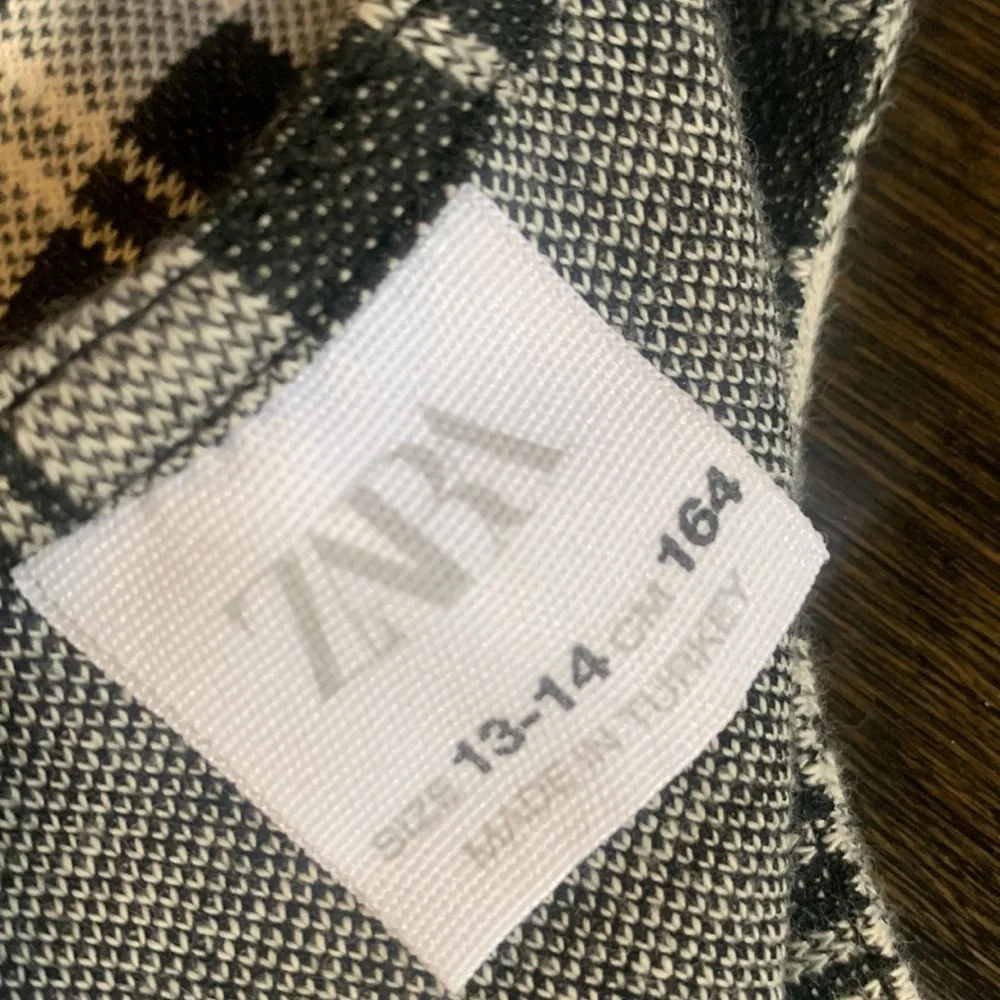 ZARA
SIZE 13-14 CM 164
MADE IN TURKEY